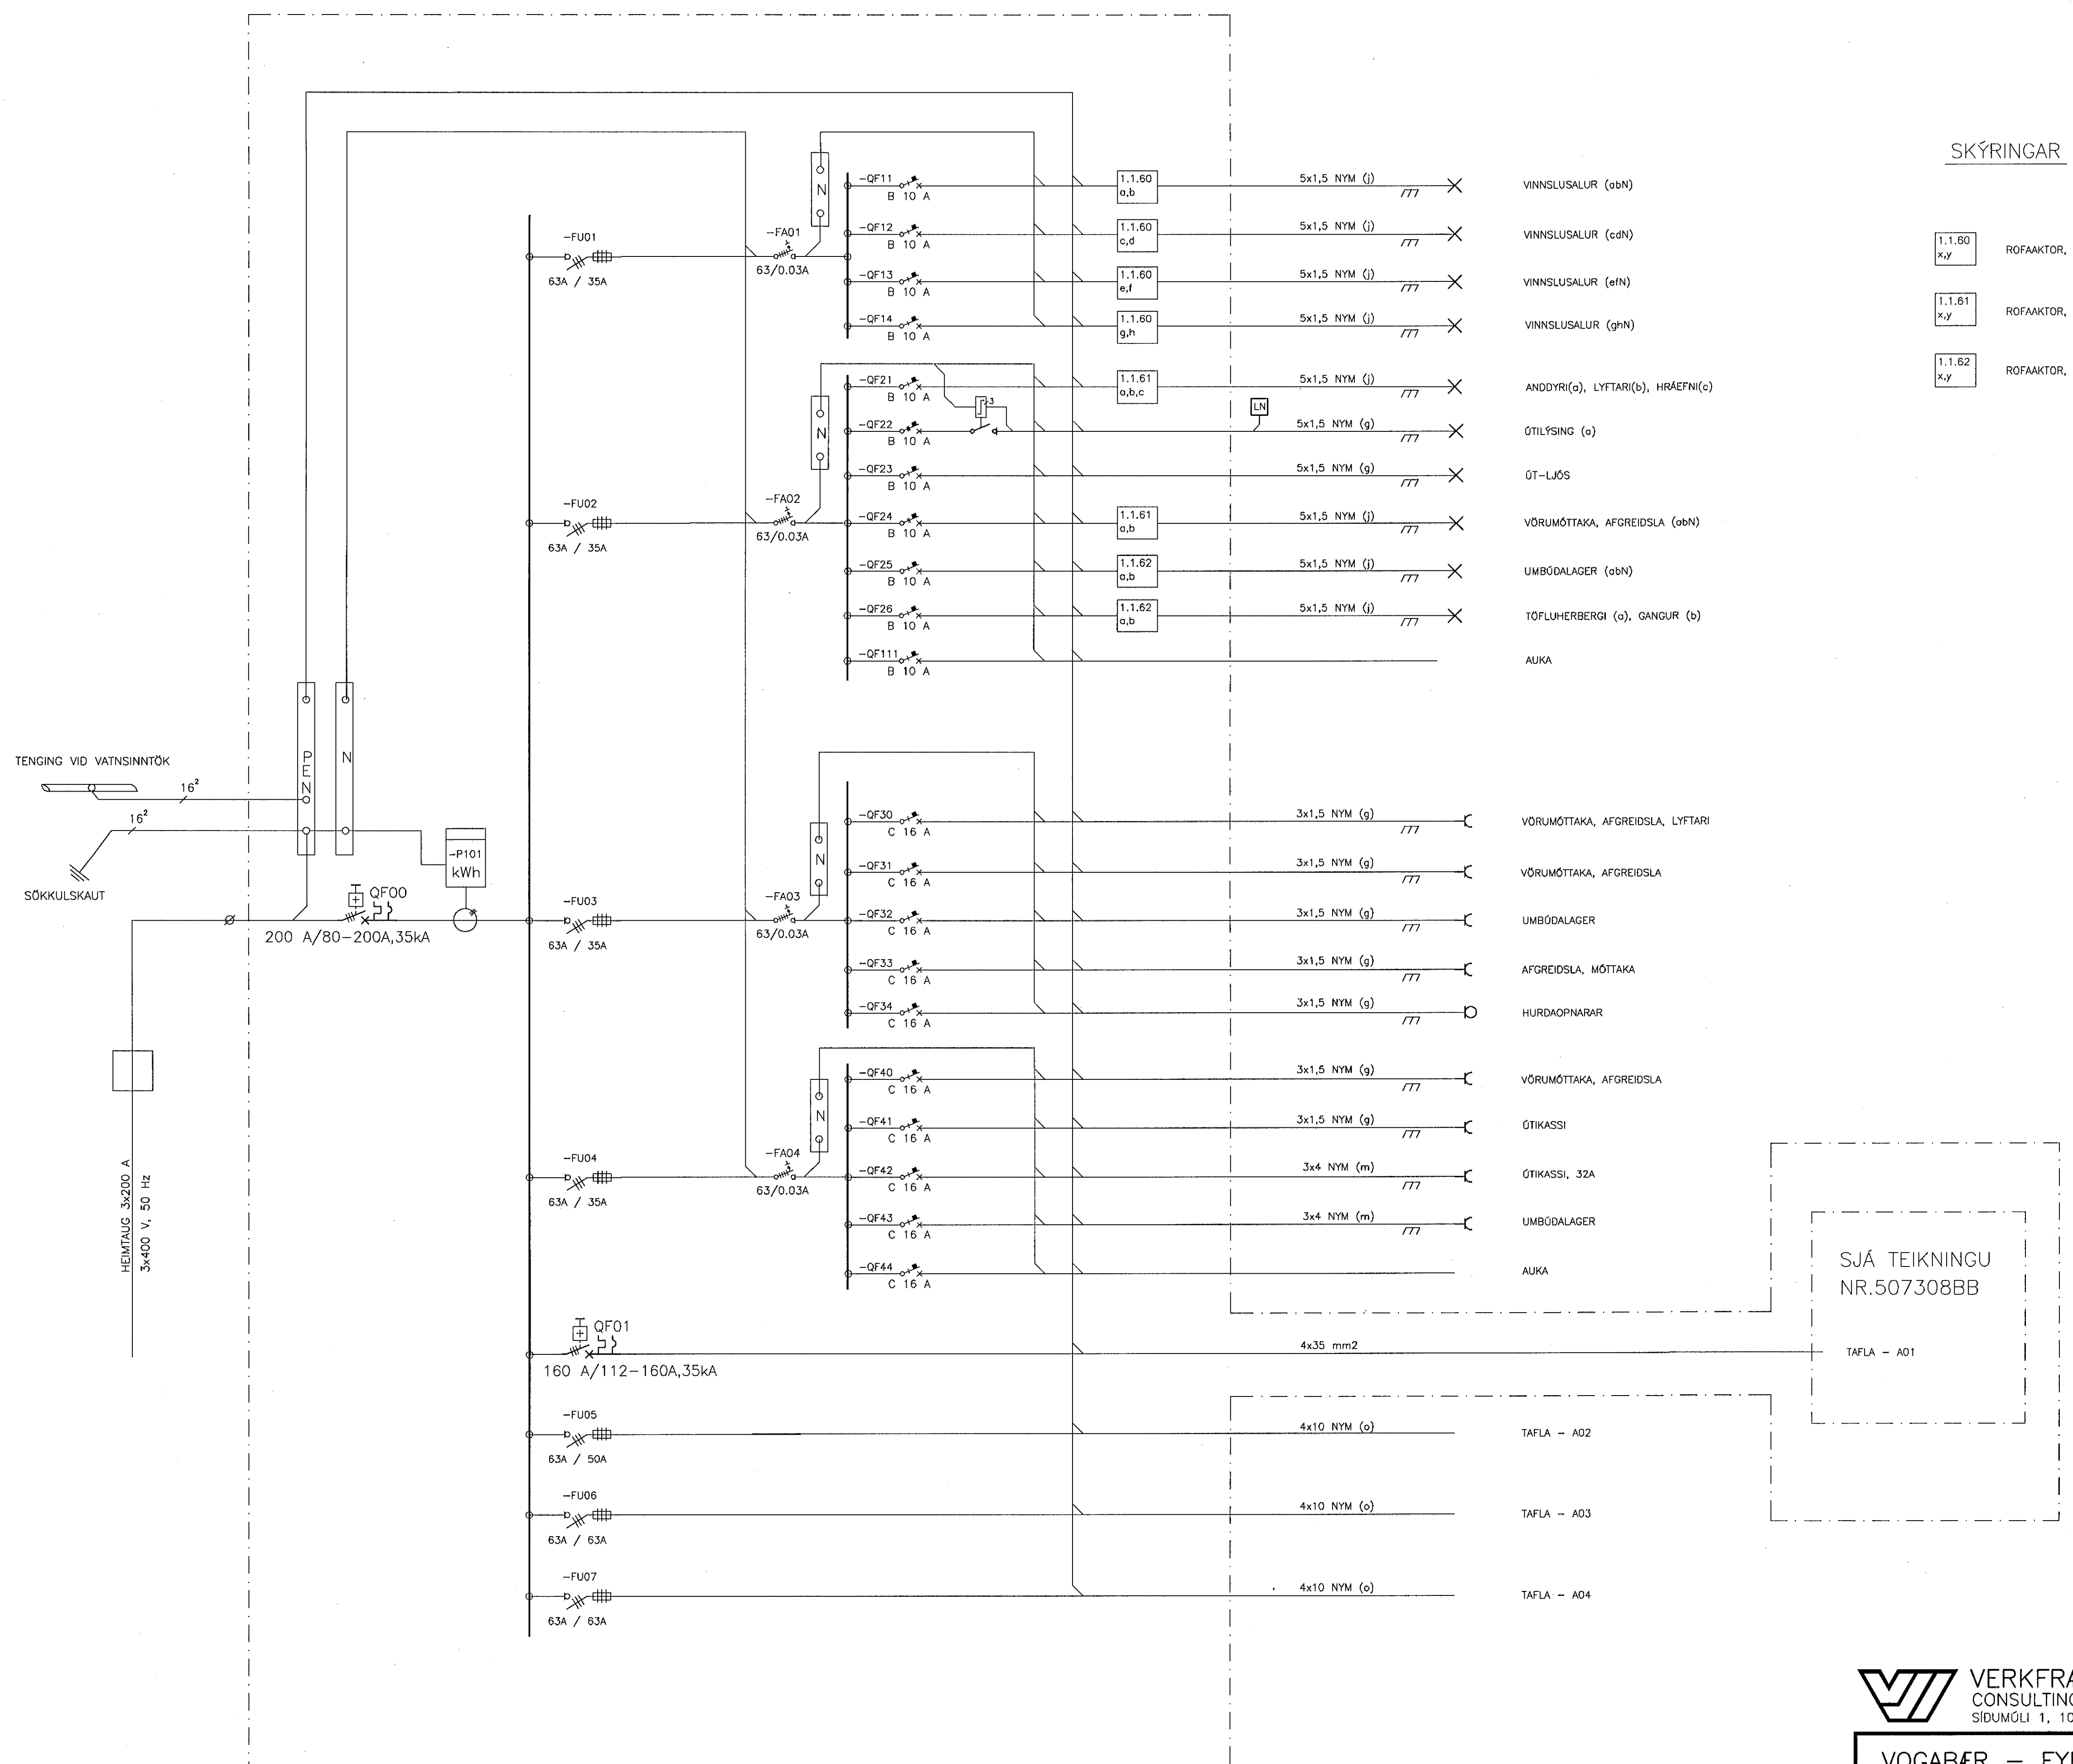 SKÝRINGAR
1.1.60
x,y
ROFAAKTOR,
1.1.61
x,y
ROFAAKTOR,
1.1.62
x,y
ROFAAKTOR,
-FU01
63A / 35A
-FA01
63/0.03A
N
-QF11
B 10 A
1.1.60
a,b
5x1,5 NYM (j)
VINNSLUSALUR (abN)
-QF12
B 10 A
1.1.60
c,d
5x1,5 NYM (j)
VINNSLUSALUR (cdN)
-QF13
B 10 A
1.1.60
e,f
5x1,5 NYM (j)
VINNSLUSALUR (efN)
-QF14
B 10 A
1.1.60
g,h
5x1,5 NYM (j)
VINNSLUSALUR (ghN)
-FU02
63A / 35A
-FA02
63/0.03A
N
-QF21
B 10 A
1.1.61
a,b,c
5x1,5 NYM (j)
ANDDYRI(a), LYFTARI(b), HRÁEFNI(c)
3
LN
-QF22
B 10 A
5x1,5 NYM (g)
ÚTILÝSING (a)
-QF23
B 10 A
5x1,5 NYM (g)
ÚT-LJÓS
-QF24
B 10 A
1.1.61
a,b
5x1,5 NYM (j)
VÖRUMÓTTAKA, AFGREIDSLA (abN)
-QF25
B 10 A
1.1.62
a,b
5x1,5 NYM (j)
UMBÚDALAGER (abN)
-QF26
B 10 A
1.1.62
a,b
5x1,5 NYM (j)
TÖFLUHERBERGI (a), GANGUR (b)
-QF111
B 10 A
AUKA
TENGING VID VATNSINNTÖK
16²
16²
SÖKKULSKAUT
PEN
N
-P101
kWh
QF00
200 A/80-200A,35kA
HEIMTAUG 3x200 A
3x400 V, 50 Hz
-FU03
63A / 35A
-FA03
63/0.03A
N
-QF30
C 16 A
3x1,5 NYM (g)
VÖRUMÓTTAKA, AFGREIDSLA, LYFTARI
-QF31
C 16 A
3x1,5 NYM (g)
VÖRUMÓTTAKA, AFGREIDSLA
-QF32
C 16 A
3x1,5 NYM (g)
UMBÚDALAGER
-QF33
C 16 A
3x1,5 NYM (g)
AFGREIDSLA, MÓTTAKA
-QF34
C 16 A
3x1,5 NYM (g)
HURDAOPNARAR
-FU04
63A / 35A
-FA04
63/0.03A
N
-QF40
C 16 A
3x1,5 NYM (g)
VÖRUMÓTTAKA, AFGREIDSLA
-QF41
C 16 A
3x1,5 NYM (g)
ÚTIKASSI
-QF42
C 16 A
3x4 NYM (m)
ÚTIKASSI, 32A
-QF43
C 16 A
3x4 NYM (m)
UMBÚDALAGER
-QF44
C 16 A
AUKA
SJÁ TEIKNINGU
NR.507308BB
QF01
160 A/112-160A,35kA
4x35 mm2
TAFLA - A01
-FU05
63A / 50A
4x10 NYM (o)
TAFLA - A02
-FU06
63A / 63A
4x10 NYM (o)
TAFLA - A03
-FU07
63A / 63A
4x10 NYM (o)
TAFLA - A04
CONSULTING
SÍDUMÚLI 1, 10
VOGABÆR -